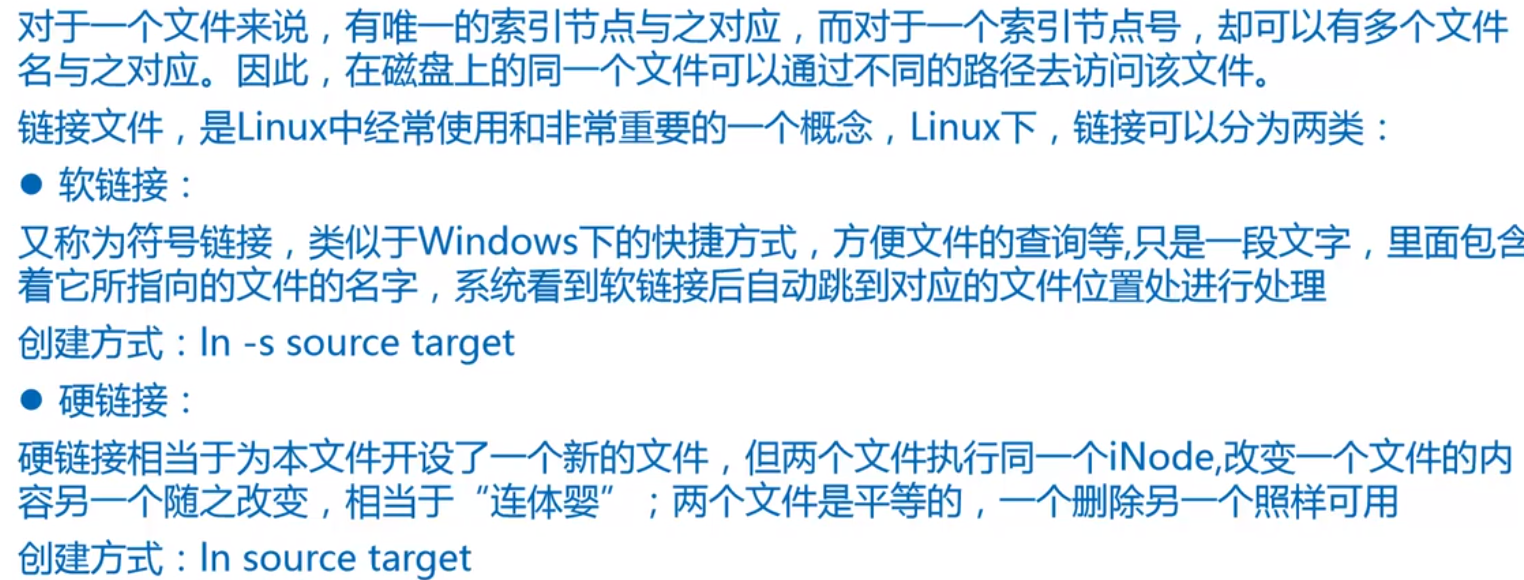 对于一个文件来说，有唯一的索引节点与之对应，而对于一个索引节点号，却可以有多个文件
名与之对应。因此，在磁盘上的同一个文件可以通过不同的路径去访问该文件。
链接文件，是Linux中经常使用和非常重要的一个概念，Linux下，链接可以分为两类：
● 软链接：
又称为符号链接，类似于Windows下的快捷方式，方便文件的查询等,只是一段文字，里面包含
着它所指向的文件的名字，系统看到软链接后自动跳到对应的文件位置处进行处理
创建方式：ln -s source target
● 硬链接：
硬链接相当于为本文件开设了一个新的文件，但两个文件执行同一个iNode,改变一个文件的内
容另一个随之改变，相当于“连体婴”；两个文件是平等的，一个删除另一个照样可用
创建方式：ln source target